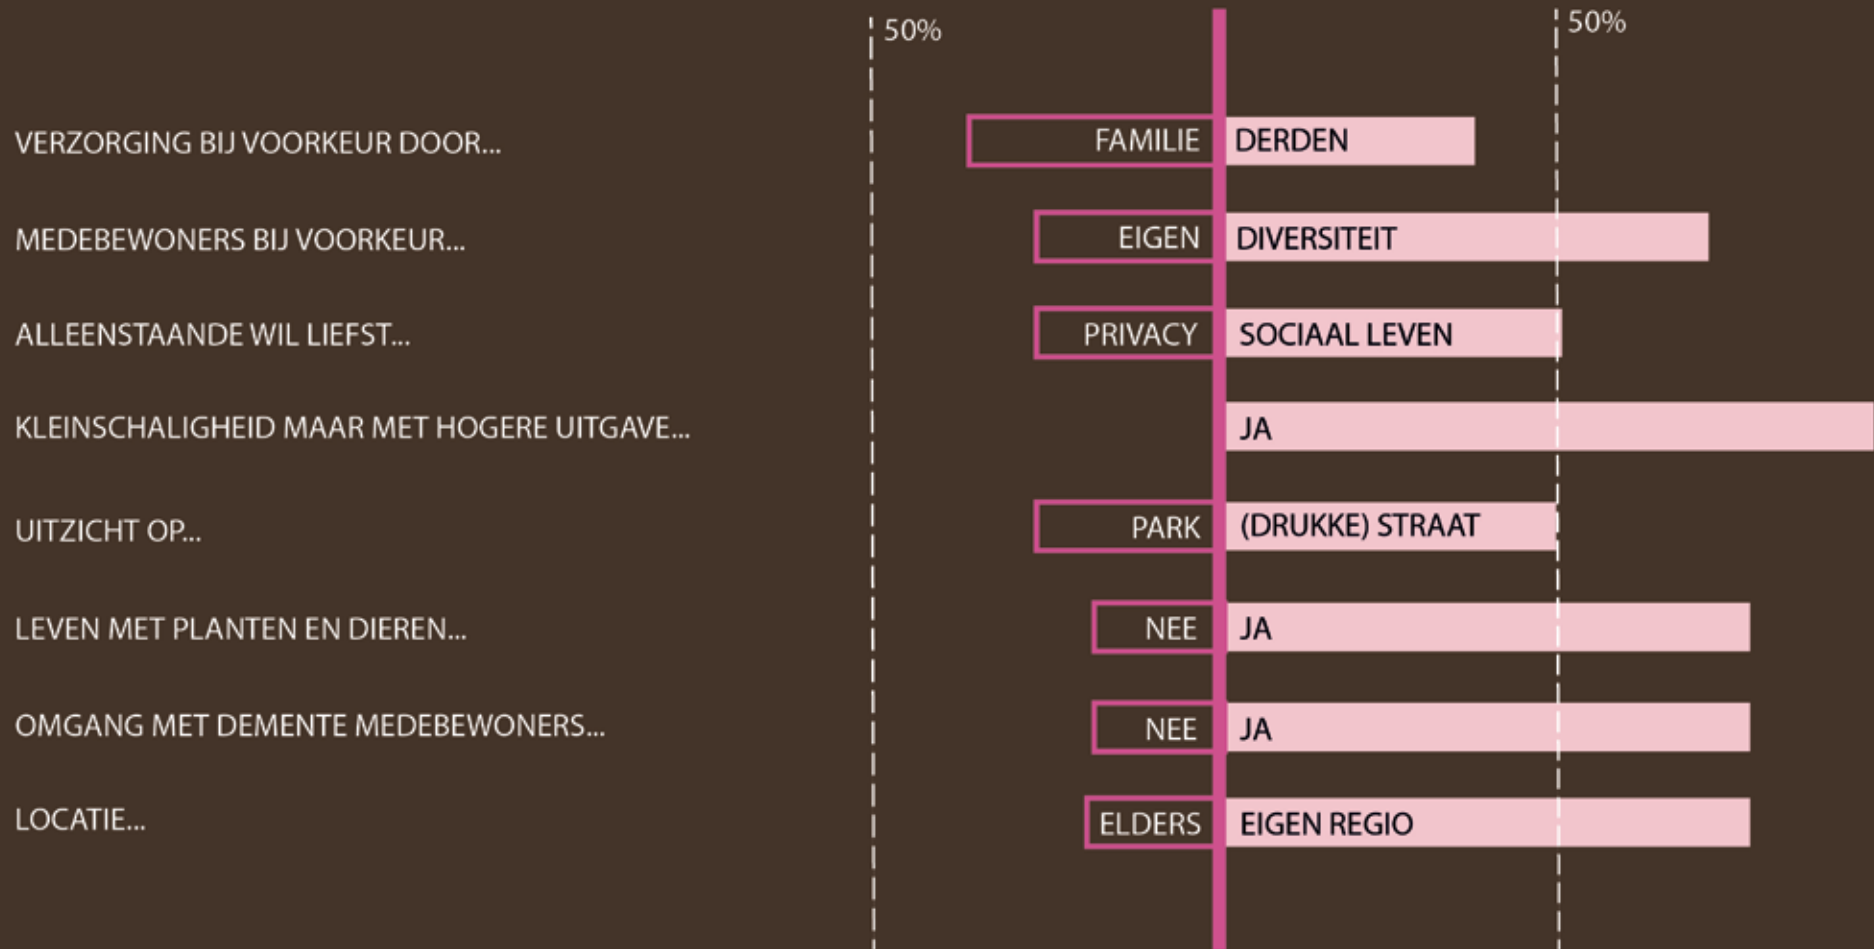 50%
50%
VERZORGING BIJ VOORKEUR DOOR...
FAMILIE
DERDEN
MEDEBEWONERS BIJ VOORKEUR...
EIGEN
DIVERSITEIT
ALLEENSTAANDE WIL LIEFST...
PRIVACY
SOCIAAL LEVEN
KLEINSCHALIGHEID MAAR MET HOGERE UITGAVE...
JA
UITZICHT OP...
PARK
(DRUKKE) STRAAT
LEVEN MET PLANTEN EN DIEREN...
NEE
JA
OMGANG MET DEMENTE MEDEBEWONERS...
NEE
JA
LOCATIE...
ELDERS
EIGEN REGIO